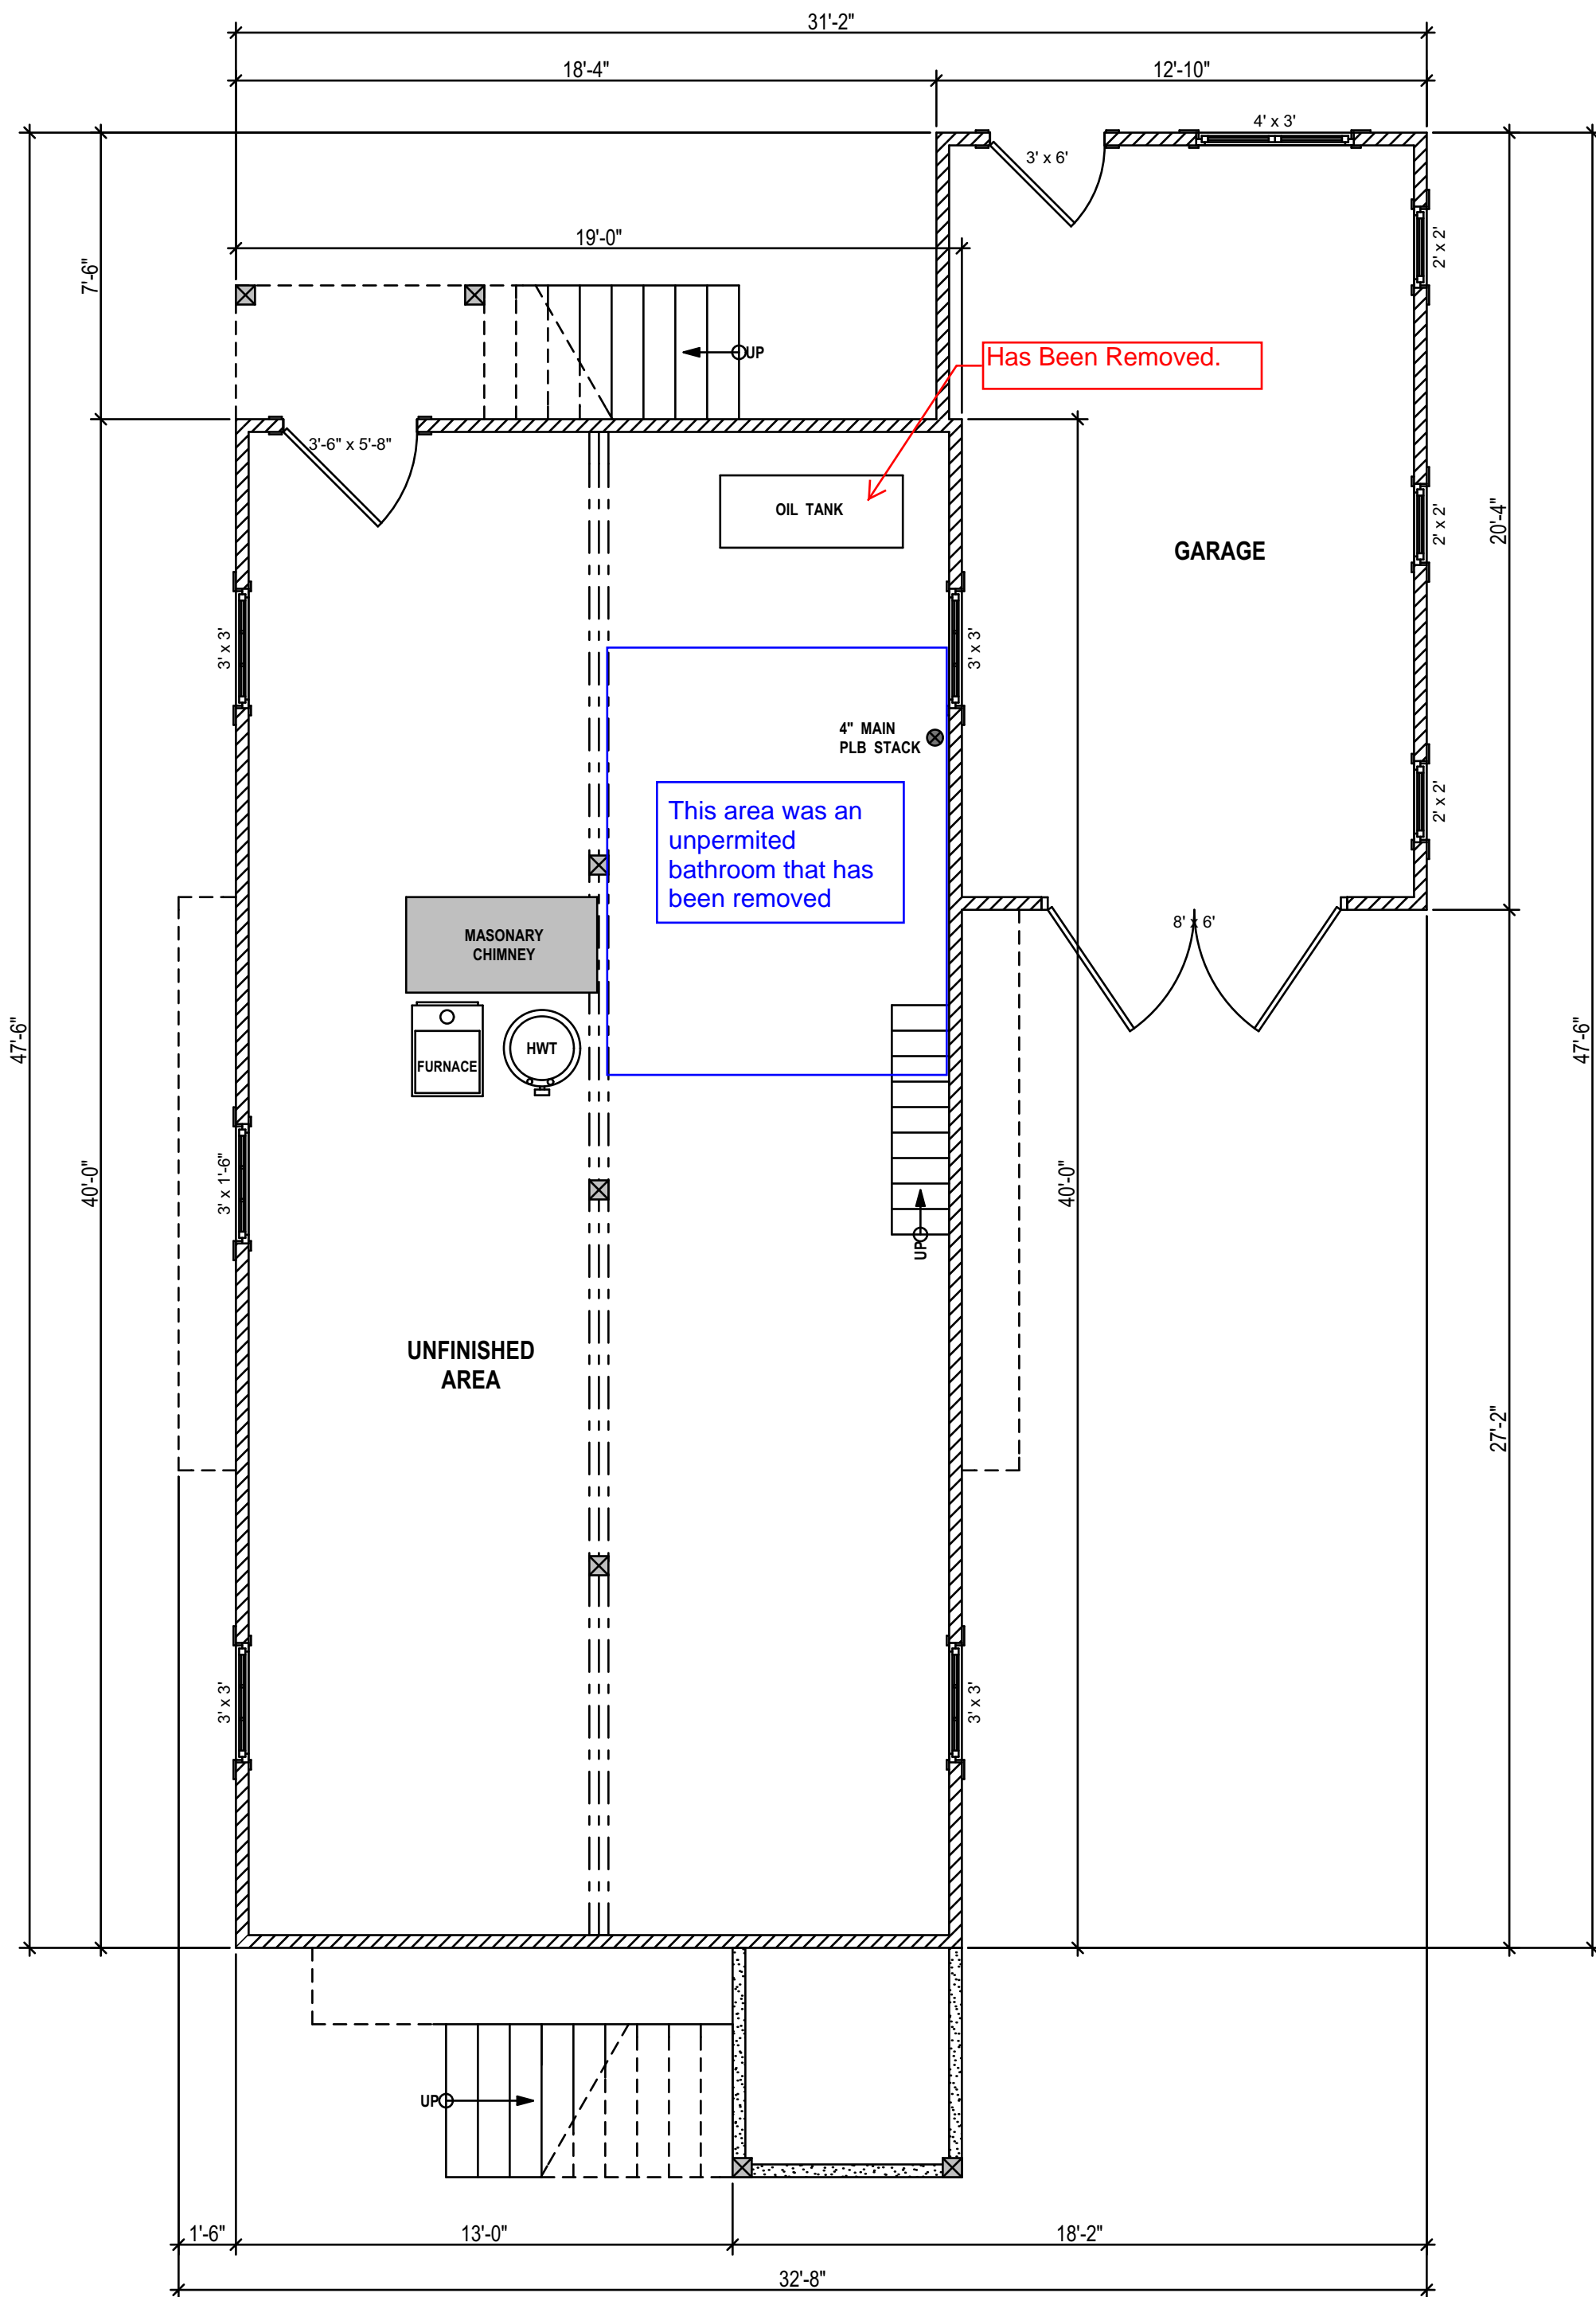 31'-2"
18'-4"
12'-10"
4' x 3'
3' x 6'
19'-0"
2' x 2'
7'-6"
UP
Has Been Removed.
3'-6" x 5'-8"
OIL TANK
2' x 2'
20'-4"
GARAGE
3' x 3'
3' x 3'
4" MAIN
PLB STACK
2' x 2'
This area was an
unpermited
bathroom that has
been removed
8' x 6'
MASONARY
CHIMNEY
47'-6"
47'-6"
HWT
FURNACE
40'-0"
3' x 1'-6"
40'-0"
UP
UNFINISHED
AREA
27'-2"
3' x 3'
3' x 3'
UP
1'-6"
13'-0"
18'-2"
32'-8"